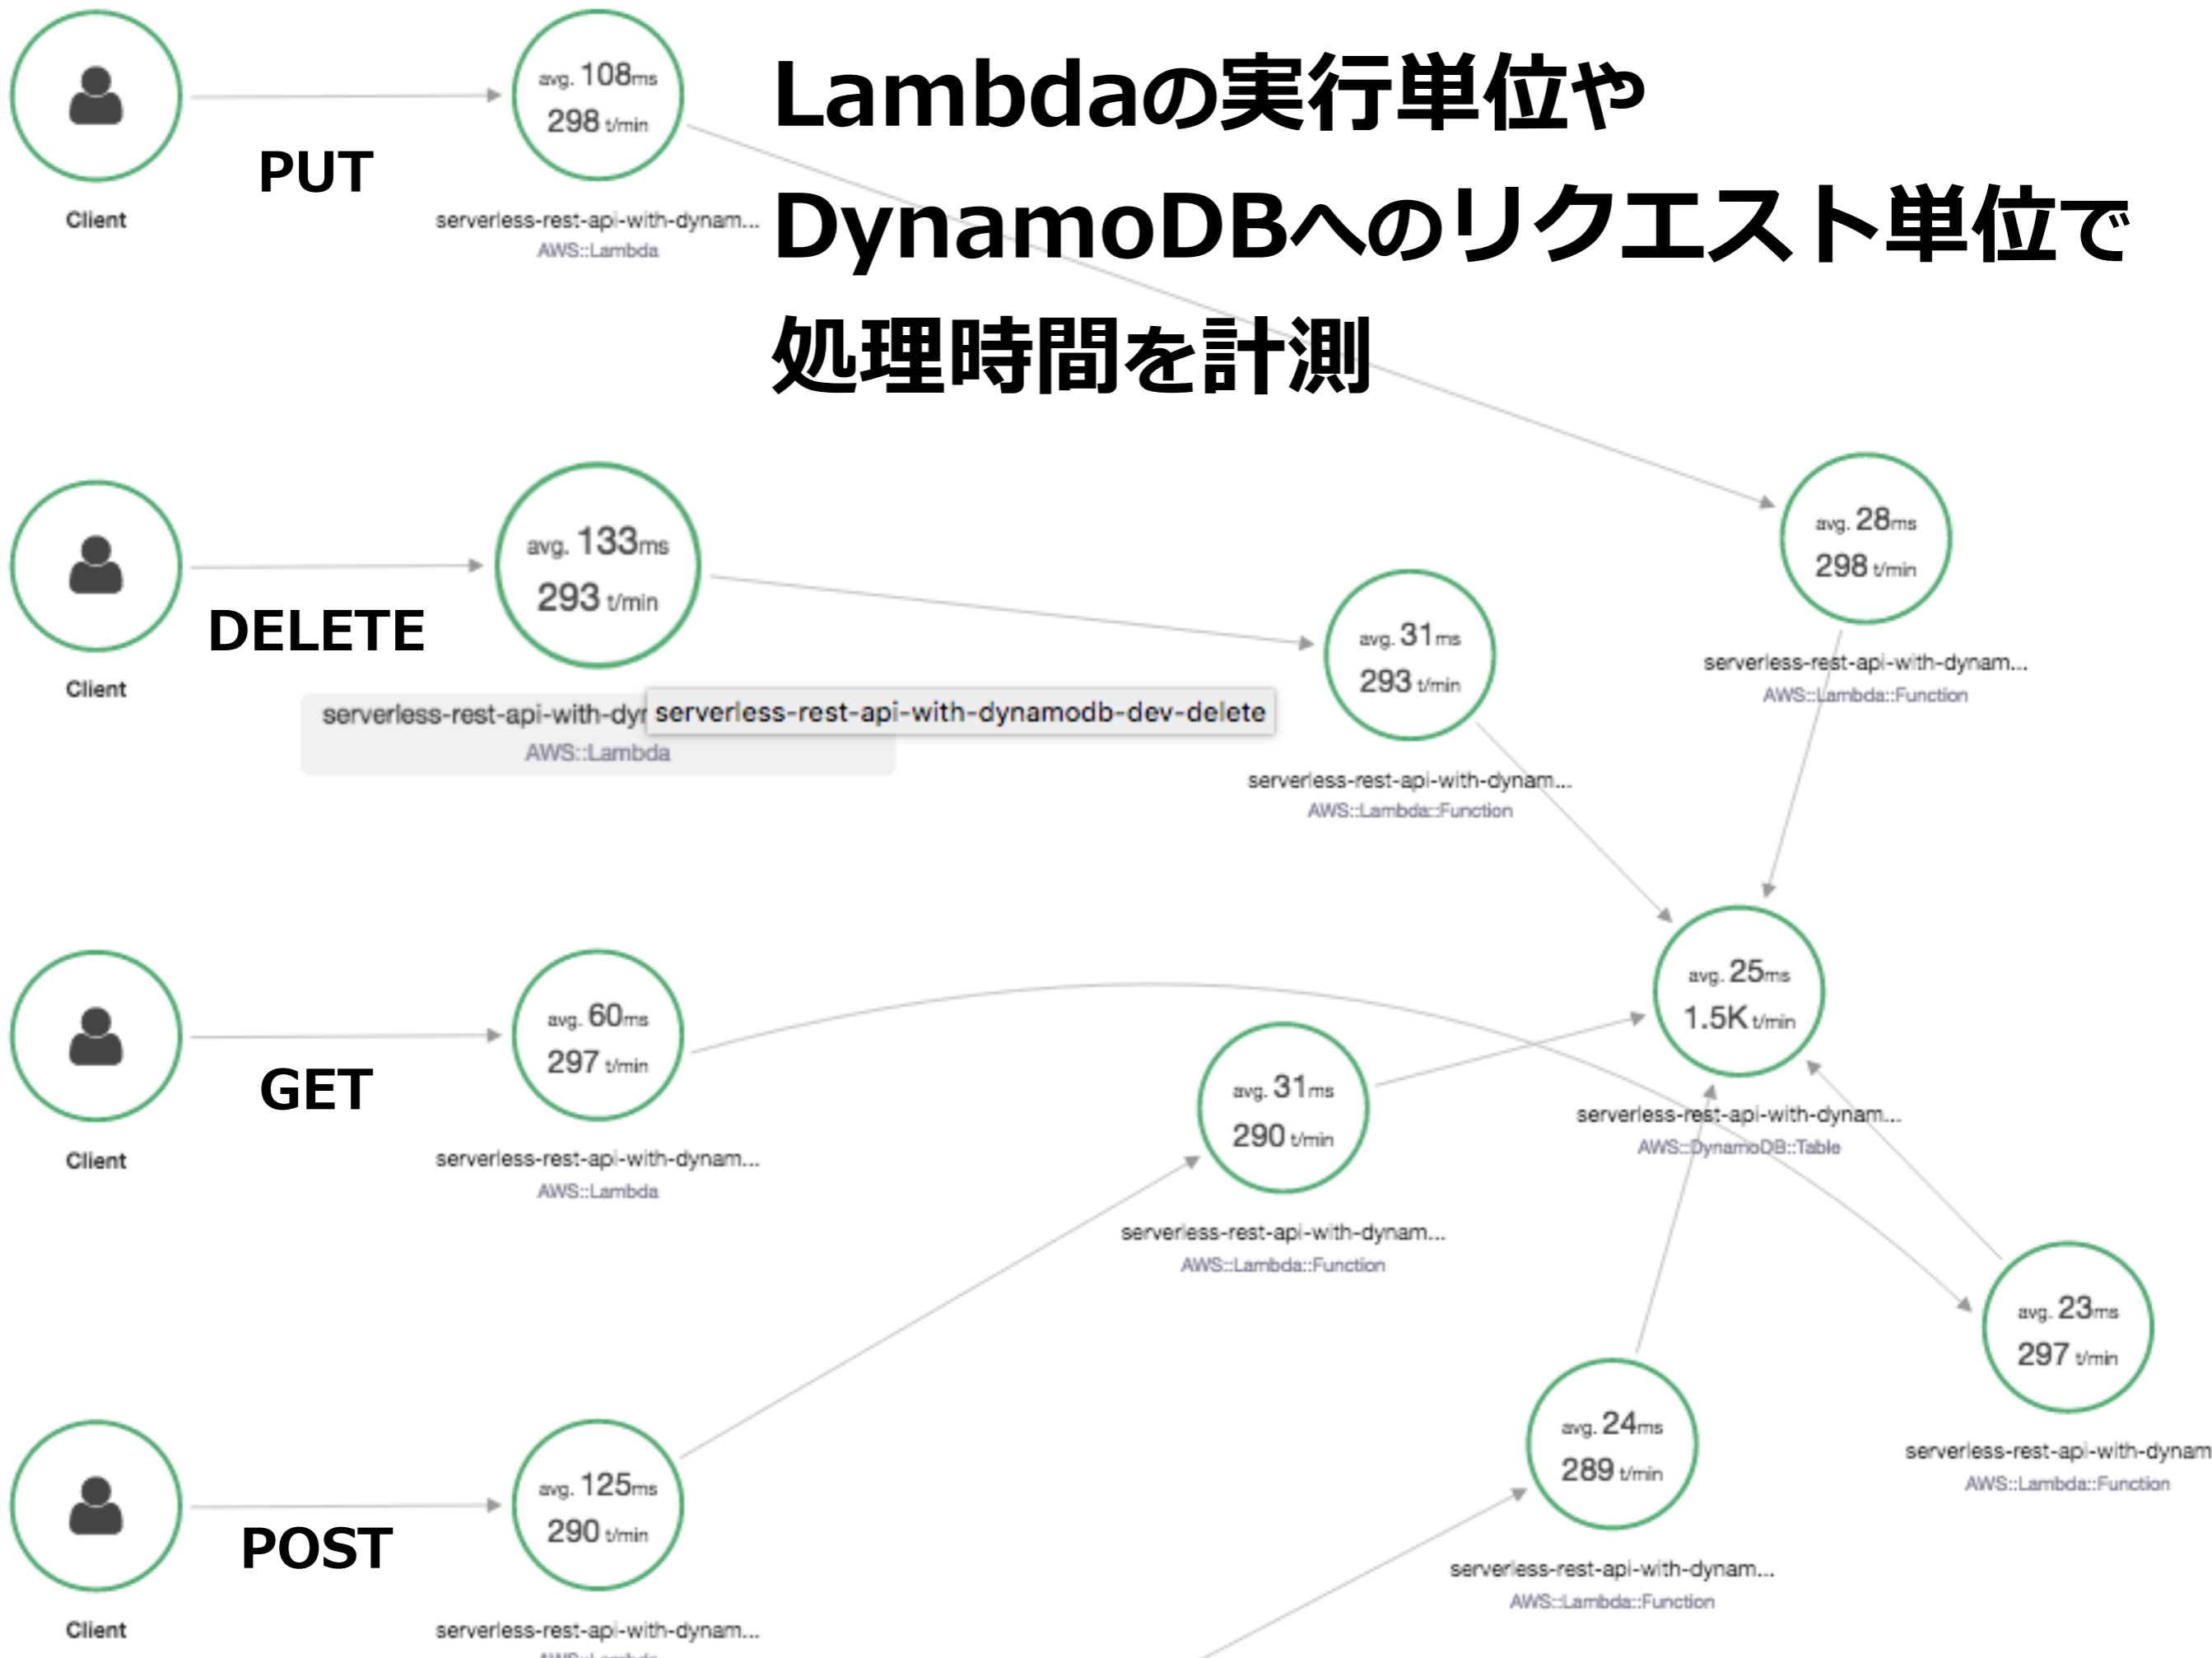 Lambdaの実行単位や
DynamoDBへのリクエスト単位で
処理時間を計測
avg. 108ms
298 t/min
PUT
Client
serverless-rest-api-with-dynam...
AWS::Lambda
avg. 28ms
298 t/min
serverless-rest-api-with-dynam...
AWS::Lambda::Function
avg. 133ms
293 t/min
DELETE
Client
serverless-rest-api-with-dyn
serverless-rest-api-with-dynamodb-dev-delete
AWS::Lambda
avg. 31ms
293 t/min
serverless-rest-api-with-dynam...
AWS::Lambda::Function
avg. 25ms
1.5K t/min
serverless-rest-api-with-dynam...
AWS::DynamoDB::Table
avg. 60ms
297 t/min
GET
Client
serverless-rest-api-with-dynam...
AWS::Lambda
avg. 31ms
290 t/min
serverless-rest-api-with-dynam...
AWS::Lambda::Function
avg. 23ms
297 t/min
serverless-rest-api-with-dynam
AWS::Lambda::Function
avg. 24ms
289 t/min
serverless-rest-api-with-dynam...
AWS::Lambda::Function
avg. 125ms
290 t/min
POST
Client
serverless-rest-api-with-dynam...
AWS::Lambda